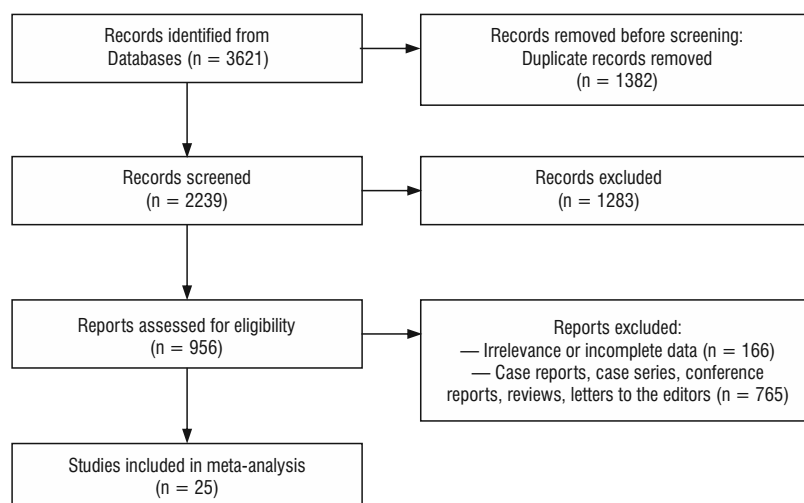 Records identified from
Databases (n = 3621)
Records removed before screening:
Duplicate records removed
(n = 1382)
Records screened
(n = 2239)
Records excluded
(n = 1283)
Reports assessed for eligibility
(n = 956)
Reports excluded:
— Irrelevance or incomplete data (n = 166)
— Case reports, case series, conference
reports, reviews, letters to the editors (n = 765)
Studies included in meta-analysis
(n = 25)